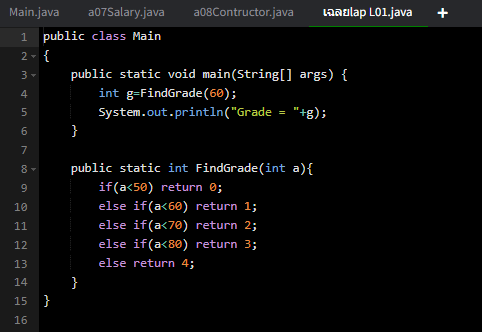 Main.java a07Salary.java a08Contructor.java เฉลยlap L01.java +
1 public class Main
2 {
3     public static void main(String[] args) {
4         int g=FindGrade(60);
5         System.out.println("Grade = "+g);
6     }
7
8     public static int FindGrade(int a){
9         if(a<50) return 0;
10         else if(a<60) return 1;
11         else if(a<70) return 2;
12         else if(a<80) return 3;
13         else return 4;
14     }
15 }
16